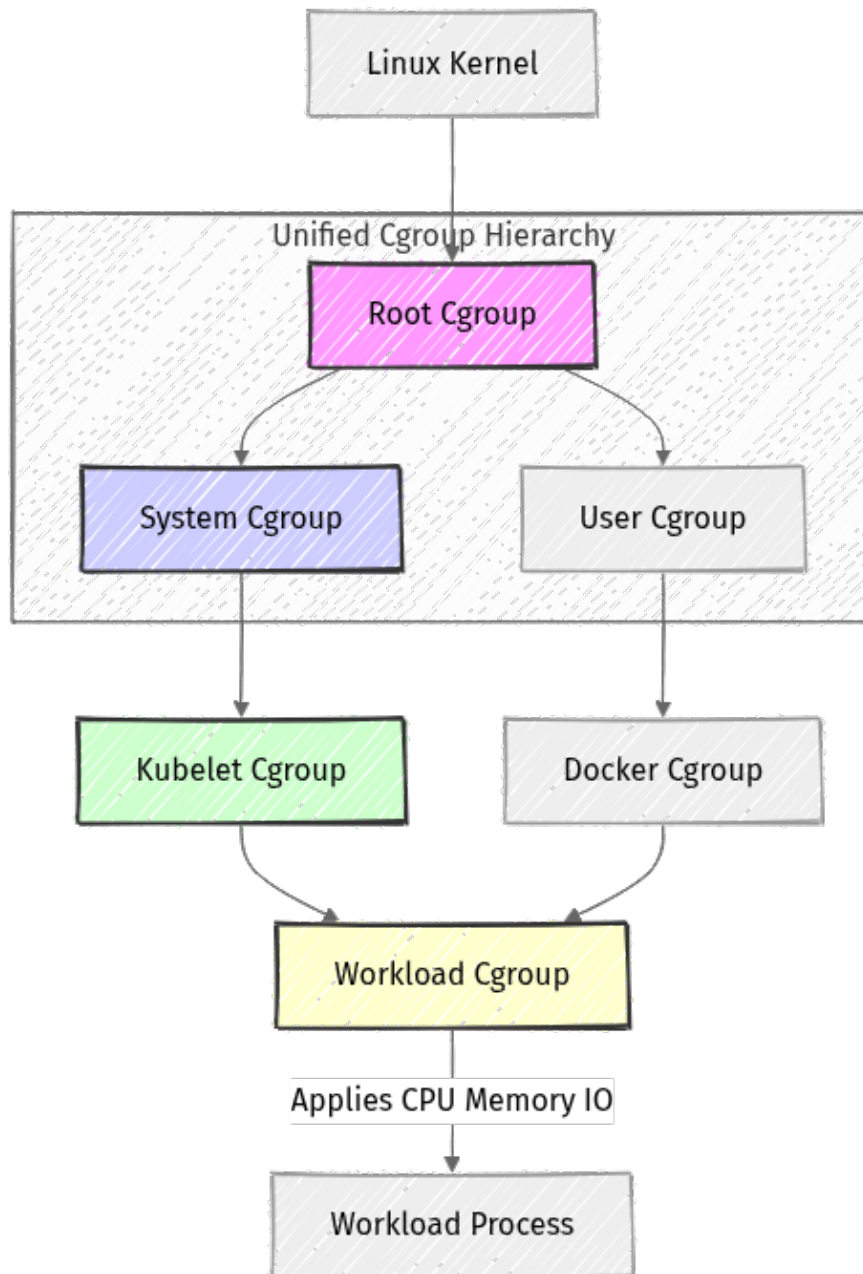 Linux Kernel
Unified Cgroup Hierarchy
Root Cgroup
System Cgroup
User Cgroup
Kubelet Cgroup
Docker Cgroup
Workload Cgroup
Applies CPU Memory IO
Workload Process